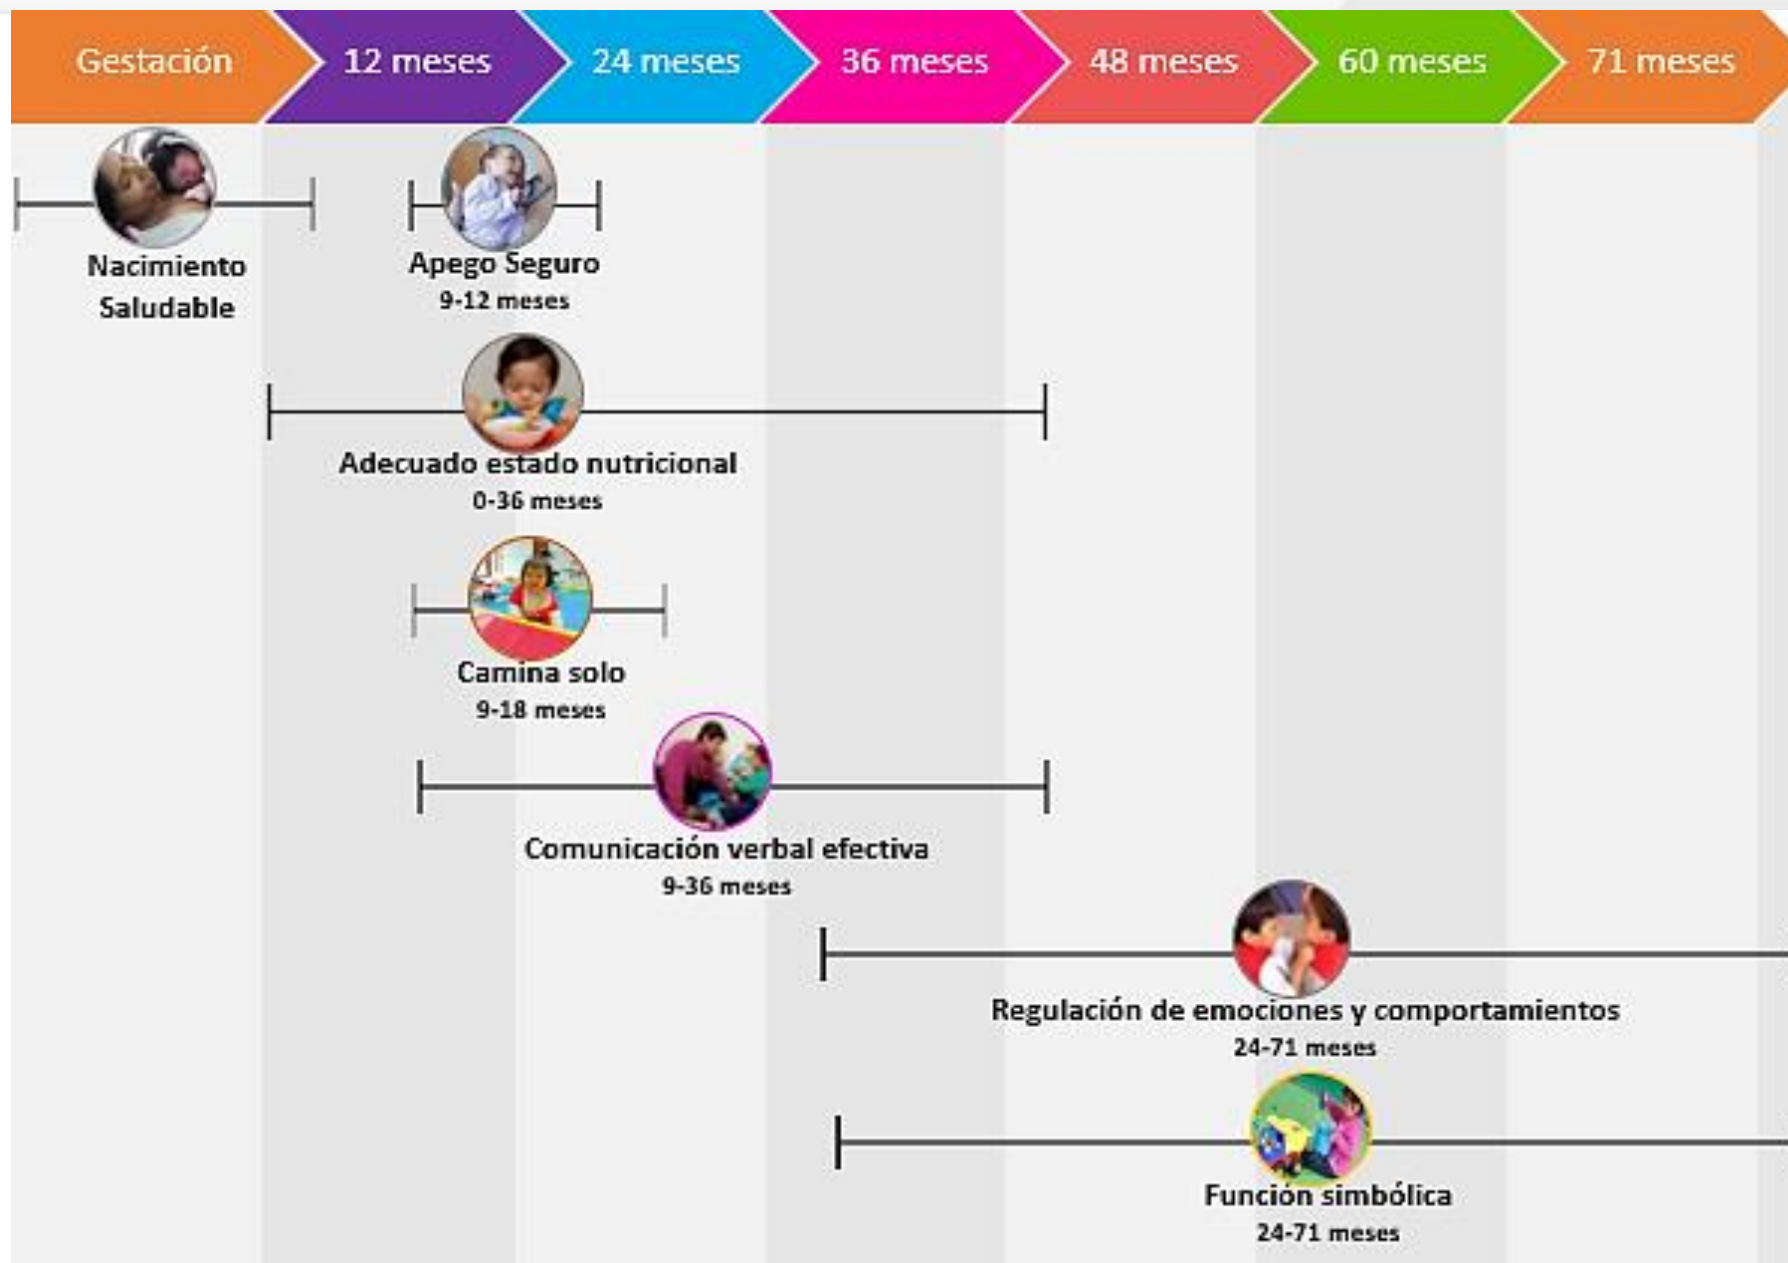 Gestación
12 meses
24 meses
36 meses
48 meses
60 meses
71 meses
Nacimiento
Saludable
Apego Seguro
9-12 meses
Adecuado estado nutricional
0-36 meses
Camina solo
9-18 meses
Comunicación verbal efectiva
9-36 meses
Regulación de emociones y comportamientos
24-71 meses
Función simbólica
24-71 meses